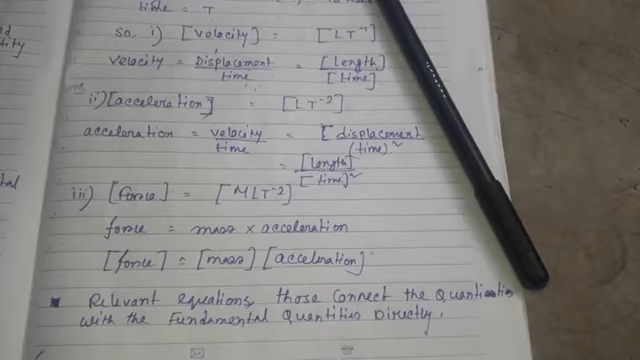 time = T
so i) [velocity] = [LT⁻¹]
velocity = Displacement/time = [length]/[time]
ii) [acceleration] = [LT⁻²]
acceleration = velocity/time = [displacement/(time)²
= [length]/[time]²
iii) [force] = [MLT⁻²]
force = mass × acceleration
[force] = [mass] [acceleration]
Relevant equations, those connect the Quantities
with the Fundamental Quantities Directly.